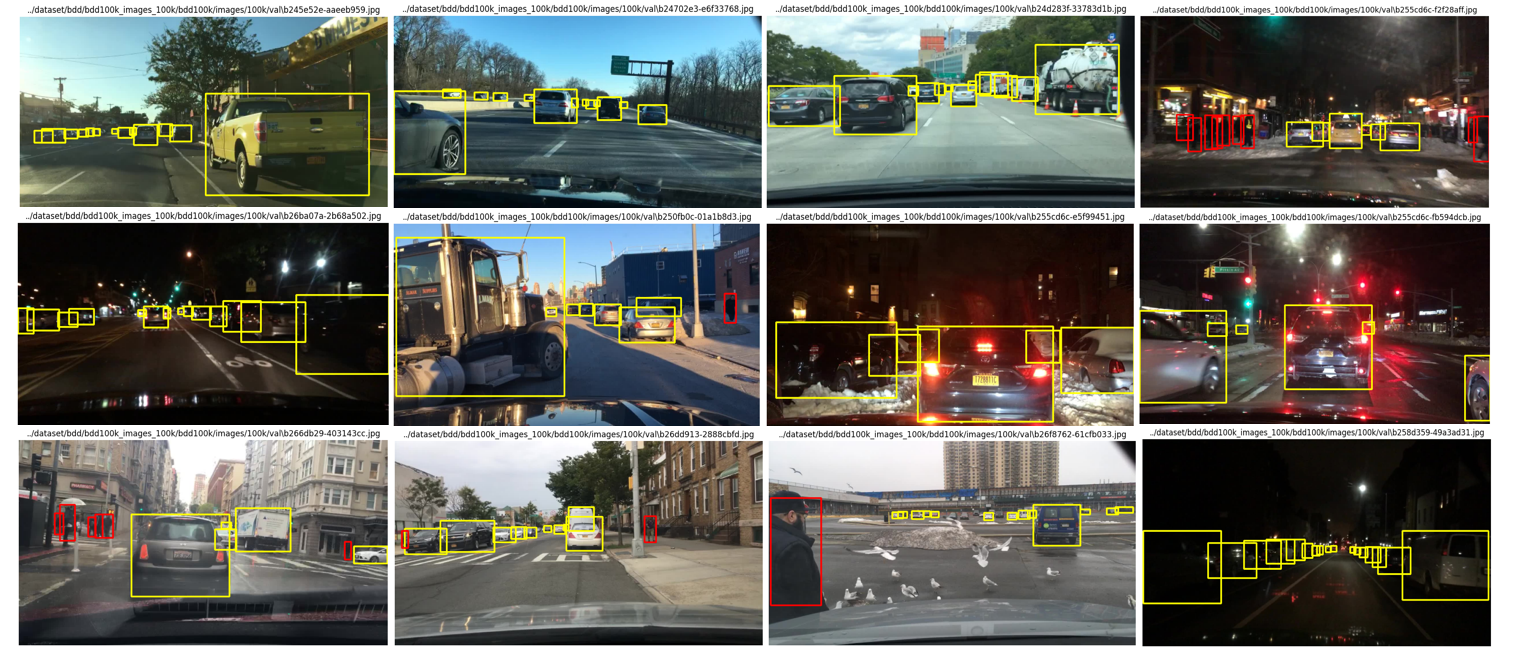 ../dataset/bdd/bdd100k_images_100k/bdd100k/images/100k/val\b245e52e-aaeeb959.jpg
../dataset/bdd/bdd100k_images_100k/bdd100k/images/100k/val\b24702e3-e6f33768.jpg
../dataset/bdd/bdd100k_images_100k/bdd100k/images/100k/val\b24d283f-33783d1b.jpg
../dataset/bdd/bdd100k_images_100k/bdd100k/images/100k/val\b255cd6c-f2f28aff.jpg
../dataset/bdd/bdd100k_images_100k/bdd100k/images/100k/val\b26ba07a-2b68a502.jpg
../dataset/bdd/bdd100k_images_100k/bdd100k/images/100k/val\b250fb0c-01a1b8d3.jpg
../dataset/bdd/bdd100k_images_100k/bdd100k/images/100k/val\b255cd6c-e5f99451.jpg
../dataset/bdd/bdd100k_images_100k/bdd100k/images/100k/val\b255cd6c-fb594dcb.jpg
../dataset/bdd/bdd100k_images_100k/bdd100k/images/100k/val\b266db29-403143cc.jpg
../dataset/bdd/bdd100k_images_100k/bdd100k/images/100k/val\b26dd913-2888cbfd.jpg
../dataset/bdd/bdd100k_images_100k/bdd100k/images/100k/val\b26f8762-61cfb033.jpg
../dataset/bdd/bdd100k_images_100k/bdd100k/images/100k/val\b258d359-49a3ad31.jpg